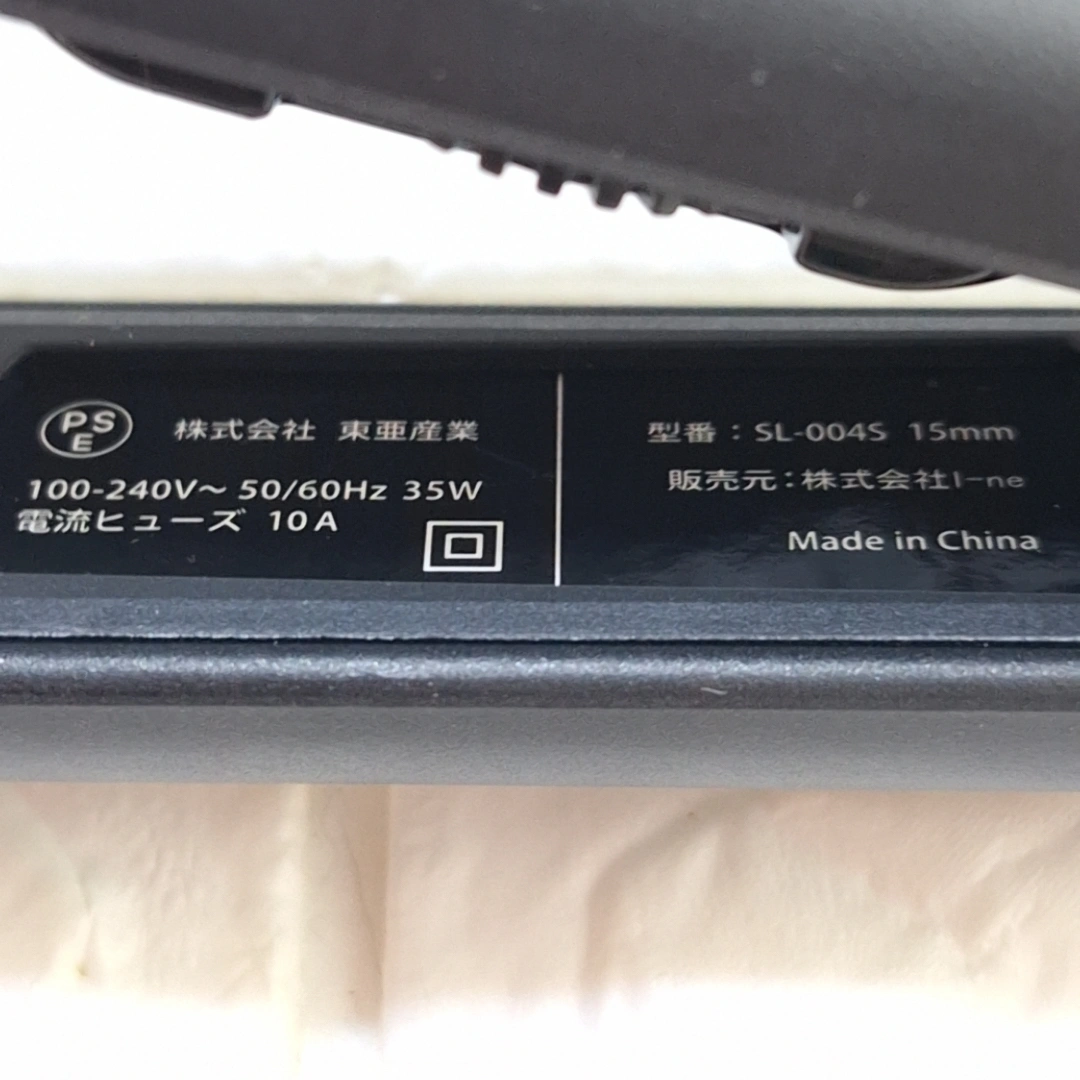 PSE 株式会社 東亜産業
100-240V～ 50/60Hz 35W
電流ヒューズ 10A
型番：SL-004S 15mm
販売元：株式会社I-ne
Made in China